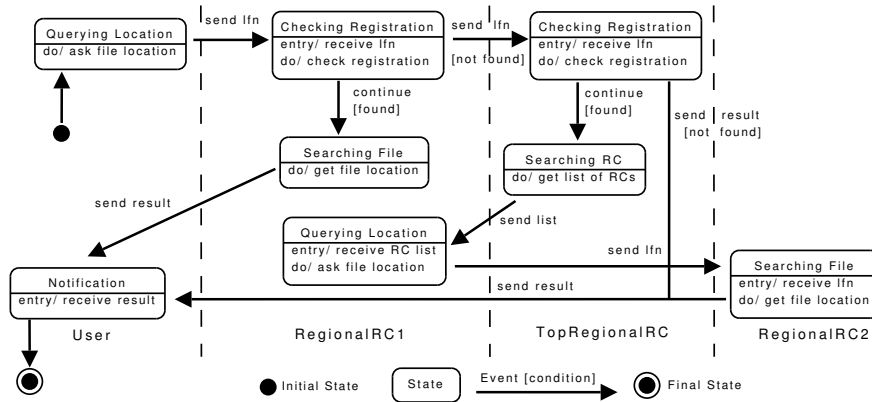 send lfn
Querying Location
do/ ask file location
Checking Registration
entry/ receive lfn
do/ check registration
send lfn
[not found]
Checking Registration
entry/ receive lfn
do/ check registration
continue
[found]
continue
[found]
send result
[not found]
Searching File
do/ get file location
Searching RC
do/ get list of RCs
send result
send list
Querying Location
entry/ receive RC list
do/ ask file location
send lfn
Searching File
entry/ receive lfn
do/ get file location
Notification
entry/ receive result
send result
User
RegionalRC1
TopRegionalRC
RegionalRC2
Initial State
State
Event [condition]
Final State